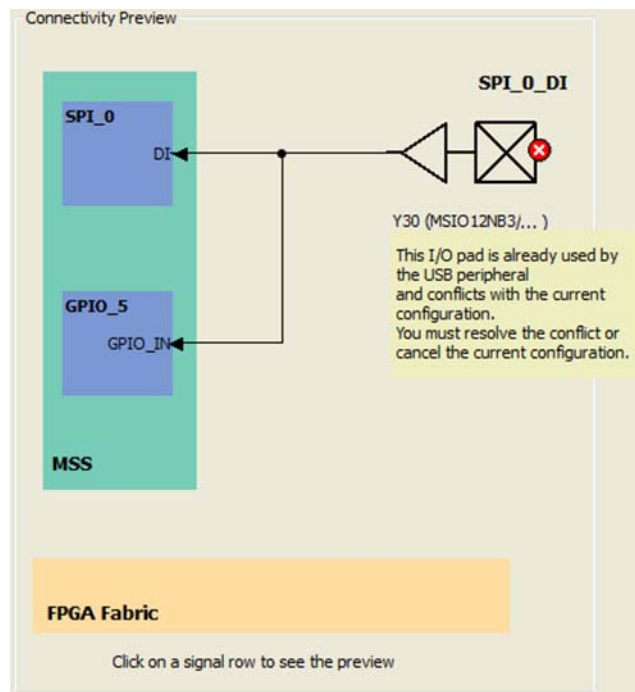 Connectivity Preview
SPI_0_DI
SPI_0
DI
Y30 (MSIO12NB3/... )
This I/O pad is already used by
the USB peripheral
and conflicts with the current
configuration.
You must resolve the conflict or
cancel the current configuration.
GPIO_5
GPIO_IN
MSS
FPGA Fabric
Click on a signal row to see the preview